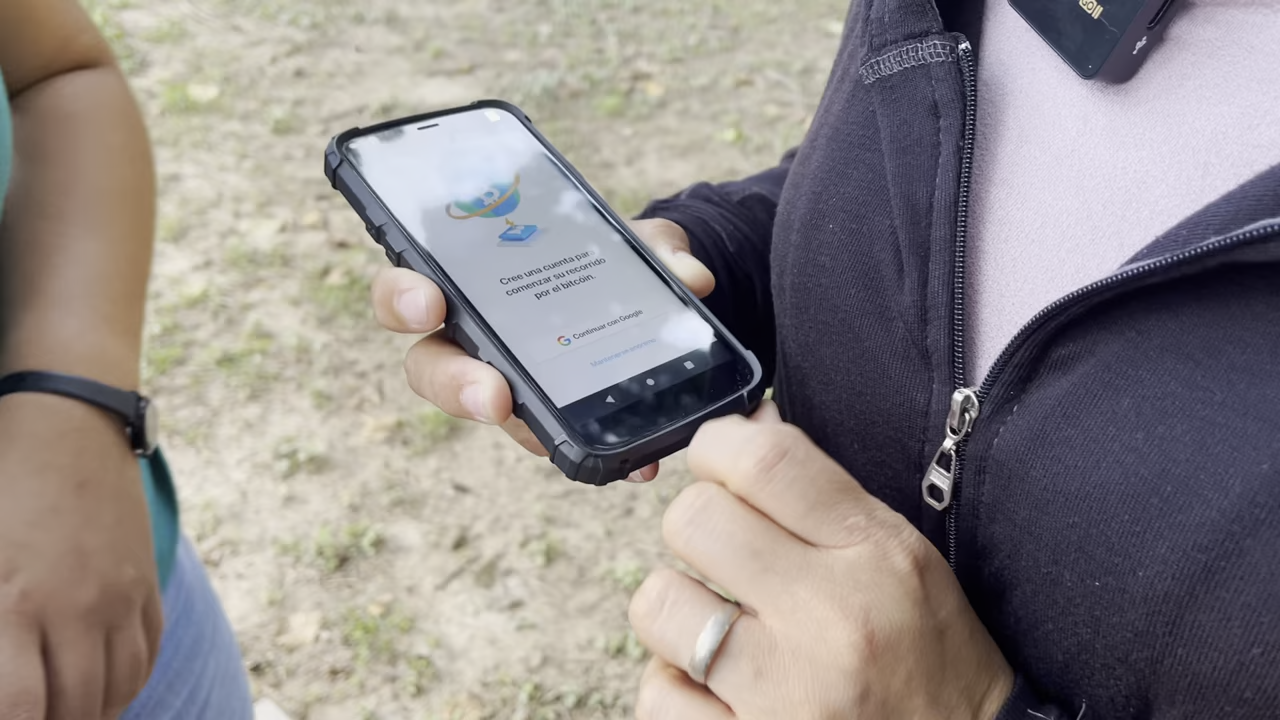 Cree una cuenta par
comenzar su recorrido
por el bitcóin.
Continuar con Google